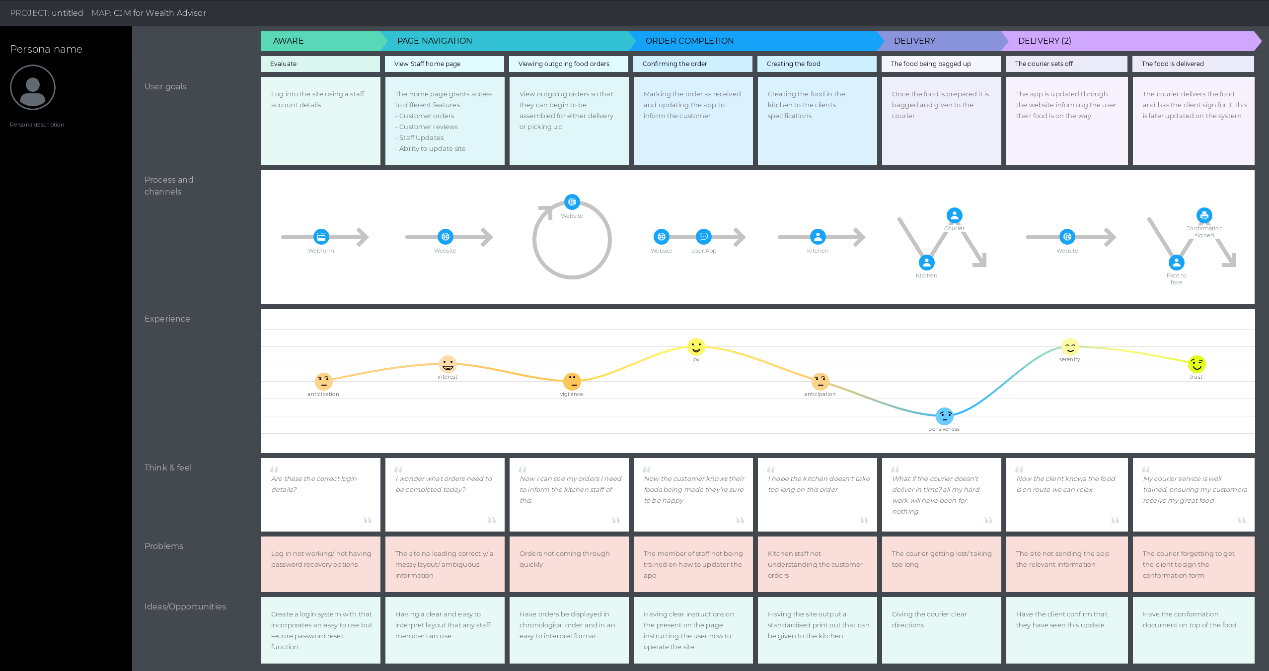 PROJECT: untitled MAP: CJM for Wealth Advisor
Persona name
Persona description
AWARE
PAGE NAVIGATION
ORDER COMPLETION
DELIVERY
DELIVERY (2)
Evaluate
View Staff home page
Viewing outgoing food orders
Confirming the order
Creating the food
The food being bagged up
The courier sets off
The food is delivered
User goals
Log into the site using a staff
account details
The home page grants access
to different features:
- Customer orders
- Customer reviews
- Staff Updates
- Ability to update site
View outgoing orders so that
they can begin to be
assembled for either delivery
or picking up
Marking the order as received
and updating the app to
inform the customer
Creating the food in the
kitchen to the clients
specifications
Once the food is prepared it is
bagged and given to the
courier
The app is updated through
the website informing the user
their food is on the way
The courier delivers the food
and has the client sign for it, this
is later updated on the system
Process and
channels
Webform
Website
Website
Website
User App
Kitchen
Courier
Kitchen
Website
Confirmation
signed
Face to
face
Experience
anticipation
interest
vigilance
joy
anticipation
pensiveness
serenity
trust
Think & feel
Are these the correct login
details?
I wonder what orders need to
be completed today?
Now I can see my orders I need
to inform the kitchen staff of
this
Now the customer knows their
foods being made they're sure
to be happy
I hope the kitchen doesn't take
too long on this order
What if the courier doesn't
deliver in time? all my hard
work will have been for
nothing
Now the client knows the food
is on route we can relax
My courier service is well
trained, ensuring my customers
receive my great food
Problems
Log in not working/ not having
password recovery options
The site no loading correctly/a
messy layout/ ambiguous
information
Orders not coming through
quickly
The member of staff not being
trained on how to updater the
app
Kitchen staff not
understanding the customer
orders
The courier getting lost/ taking
too long
The site not sending the app
the relevant information
The courier forgetting to get
the client to sign the
conformation form
Ideas/Opportunities
Create a login system with that
incorporates an easy to use but
secure password reset
function
Having a clear and easy to
interpret layout that any staff
member can use
Have orders be displayed in
chronological order and in an
easy to interpret format
Having clear instructions on
the present on the page
instructing the user how to
operate the site
Having the site output a
standardised print out that can
be given to the kitchen
Giving the courier clear
directions
Have the client confirm that
they have seen this update
Have the conformation
document on top of the food